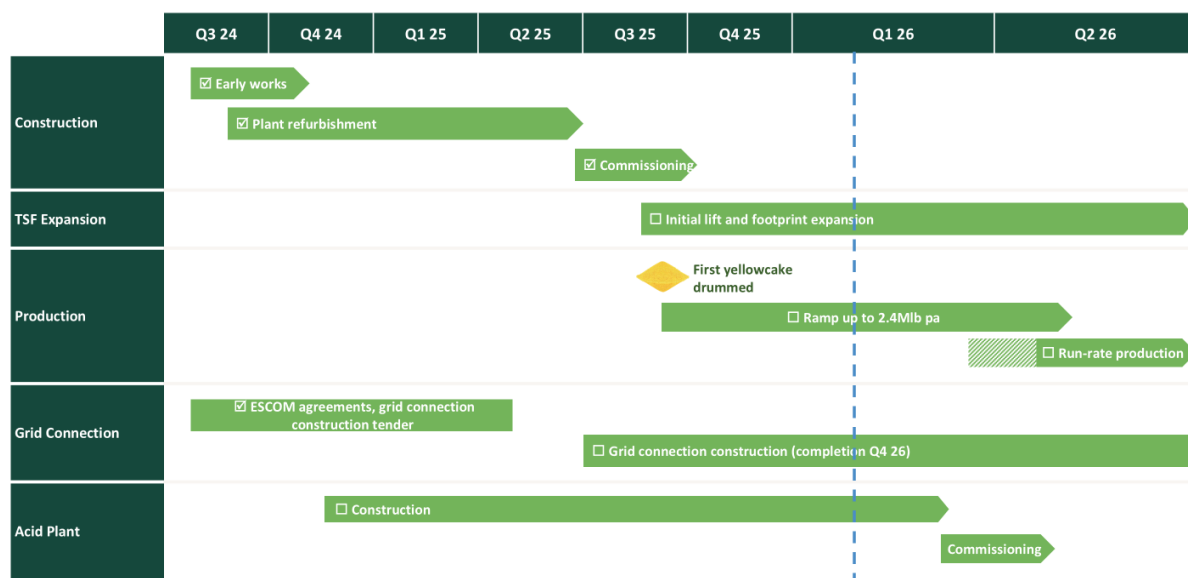 Q3 24
Q4 24
Q1 25
Q2 25
Q3 25
Q4 25
Q1 26
Q2 26
Construction
☑ Early works
☑ Plant refurbishment
☑ Commissioning
TSF Expansion
☐ Initial lift and footprint expansion
Production
First yellowcake
drummed
☐ Ramp up to 2.4Mlb pa
☐ Run-rate production
Grid Connection
☑ ESCOM agreements, grid connection
construction tender
☐ Grid connection construction (completion Q4 26)
Acid Plant
☐ Construction
Commissioning